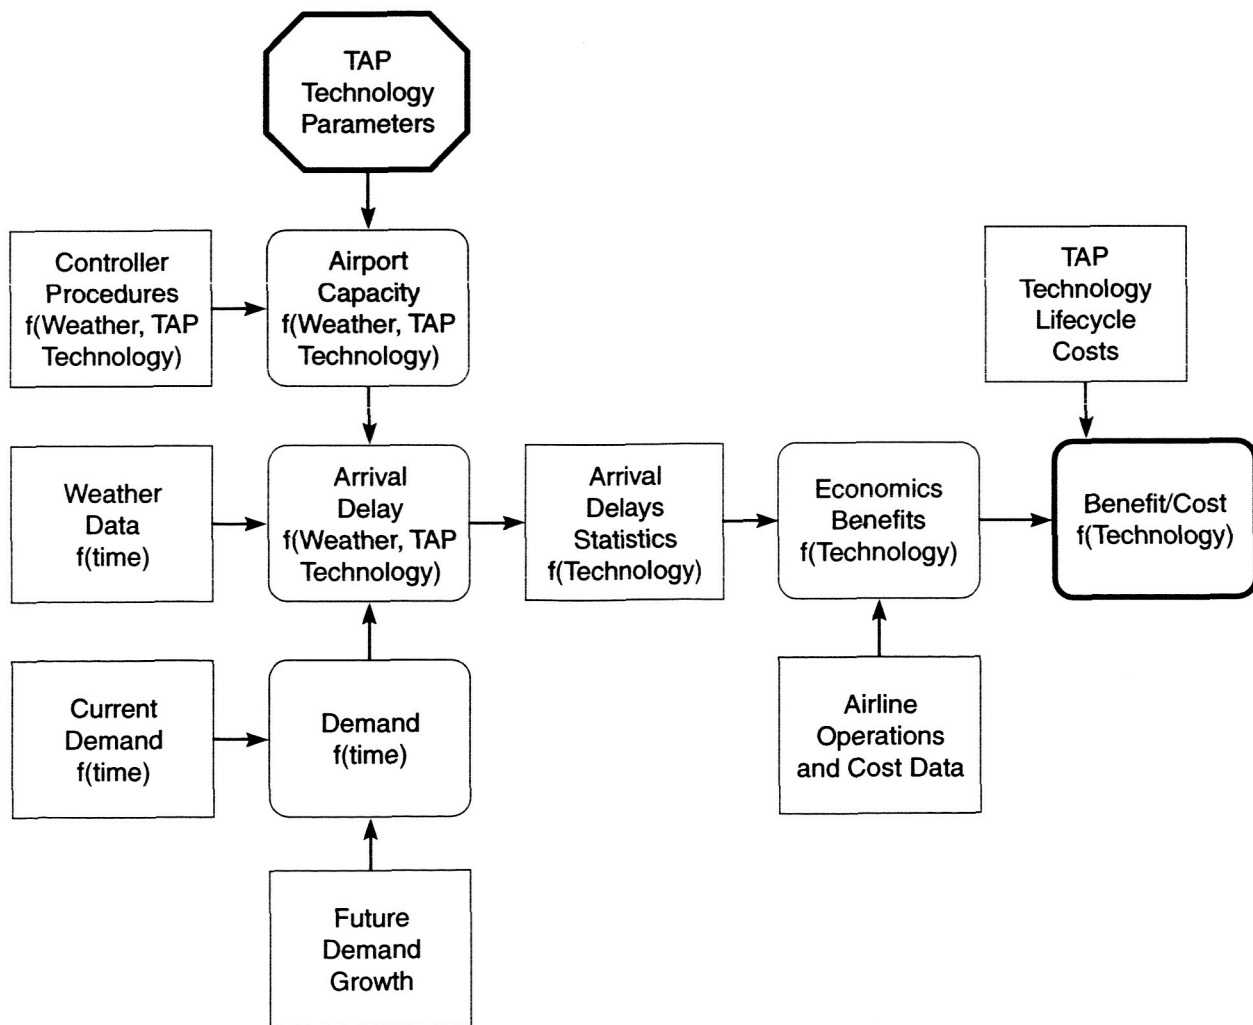 TAP
Technology
Parameters
Controller
Procedures
f(Weather, TAP
Technology)
Airport
Capacity
f(Weather, TAP
Technology)
TAP
Technology
Lifecycle
Costs
Weather
Data
f(time)
Arrival
Delay
f(Weather, TAP
Technology)
Arrival
Delays
Statistics
f(Technology)
Economics
Benefits
f(Technology)
Benefit/Cost
f(Technology)
Current
Demand
f(time)
Demand
f(time)
Airline
Operations
and Cost Data
Future
Demand
Growth